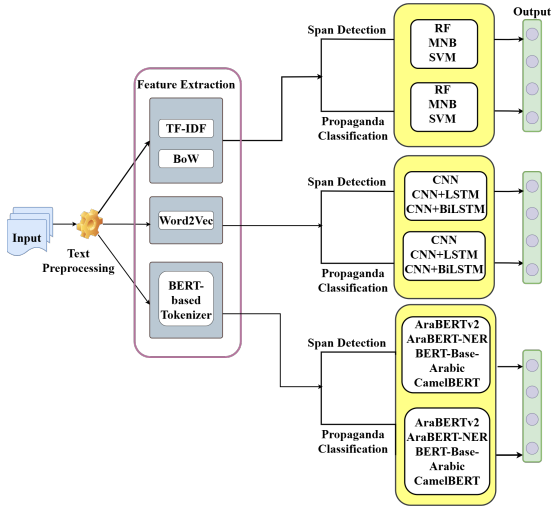 Input
Text
Preprocessing
Feature Extraction
TF-IDF
BoW
Word2Vec
BERT-
based
Tokenizer
Span Detection
Propaganda
Classification
RF
MNB
SVM
RF
MNB
SVM
Span Detection
Propaganda
Classification
CNN
CNN+LSTM
CNN+BiLSTM
CNN
CNN+LSTM
CNN+BiLSTM
Span Detection
Propaganda
Classification
AraBERTv2
AraBERT-NER
BERT-Base-
Arabic
CamelBERT
AraBERTv2
AraBERT-NER
BERT-Base-
Arabic
CamelBERT
Output